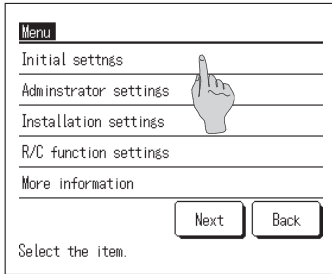 Menu
Initial settngs
Adminstrator settings
Installation settings
R/C function settings
More information
Next
Back
Select the item.